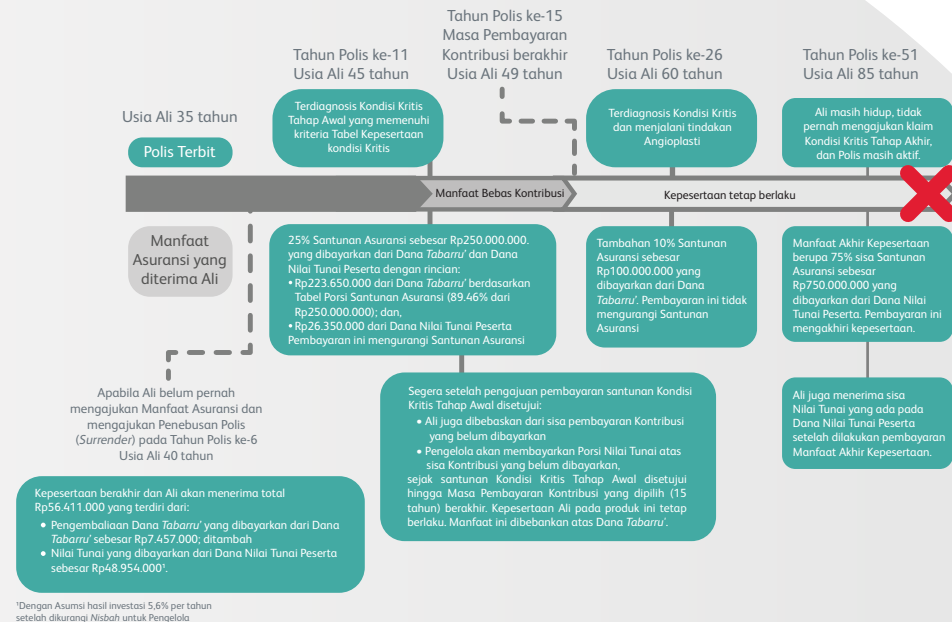 Tahun Polis ke-15
Masa Pembayaran
Kontribusi berakhir
Usia Ali 49 tahun
Tahun Polis ke-11
Usia Ali 45 tahun
Tahun Polis ke-26
Usia Ali 60 tahun
Tahun Polis ke-51
Usia Ali 85 tahun
Usia Ali 35 tahun
Polis Terbit
Terdiagnosis Kondisi Kritis
Tahap Awal yang memenuhi
kriteria Tabel Kepesertaan
kondisi Kritis
Terdiagnosis Kondisi Kritis
dan menjalani tindakan
Angioplasti
Ali masih hidup, tidak
pernah mengajukan klaim
Kondisi Kritis Tahap Akhir,
dan Polis masih aktif.
Manfaat Bebas Kontribusi
Kepesertaan tetap berlaku
Manfaat
Asuransi yang
diterima Ali
25% Santunan Asuransi sebesar Rp250.000.000.
yang dibayarkan dari Dana Tabarru' dan Dana
Nilai Tunai Peserta dengan rincian:
• Rp223.650.000 dari Dana Tabarru' berdasarkan
Tabel Porsi Santunan Asuransi (89.46% dari
Rp250.000.000); dan,
• Rp26.350.000 dari Dana Nilai Tunai Peserta
Pembayaran ini mengurangi Santunan Asuransi
Tambahan 10% Santunan
Asuransi sebesar
Rp100.000.000 yang
dibayarkan dari Dana
Tabarru'. Pembayaran ini tidak
mengurangi Santunan
Asuransi
Manfaat Akhir Kepesertaan
berupa 75% sisa Santunan
Asuransi sebesar
Rp750.000.000 yang
dibayarkan dari Dana Nilai
Tunai Peserta. Pembayaran ini
mengakhiri kepesertaan.
Apabila Ali belum pernah
mengajukan Manfaat Asuransi dan
mengajukan Penebusan Polis
(Surrender) pada Tahun Polis ke-6
Usia Ali 40 tahun
Segera setelah pengajuan pembayaran santunan Kondisi
Kritis Tahap Awal disetujui:
• Ali juga dibebaskan dari sisa pembayaran Kontribusi
yang belum dibayarkan
• Pengelola akan membayarkan Porsi Nilai Tunai atas
sisa Kontribusi yang belum dibayarkan,
sejak santunan Kondisi Kritis Tahap Awal disetujui
hingga Masa Pembayaran Kontribusi yang dipilih (15
tahun) berakhir. Kepesertaan Ali pada produk ini tetap
berlaku. Manfaat ini dibebankan atas Dana Tabarru'.
Ali juga menerima sisa
Nilai Tunai yang ada pada
Dana Nilai Tunai Peserta
setelah dilakukan pembayaran
Manfaat Akhir Kepesertaan.
Kepesertaan berakhir dan Ali akan menerima total
Rp56.411.000 yang terdiri dari:
• Pengembaliaan Dana Tabarru' yang dibayarkan dari Dana
Tabarru' sebesar Rp7.457.000; ditambah
• Nilai Tunai yang dibayarkan dari Dana Nilai Tunai Peserta
sebesar Rp48.954.000¹.
¹Dengan Asumsi hasil investasi 5,6% per tahun
setelah dikurangi Nisbah untuk Pengelola